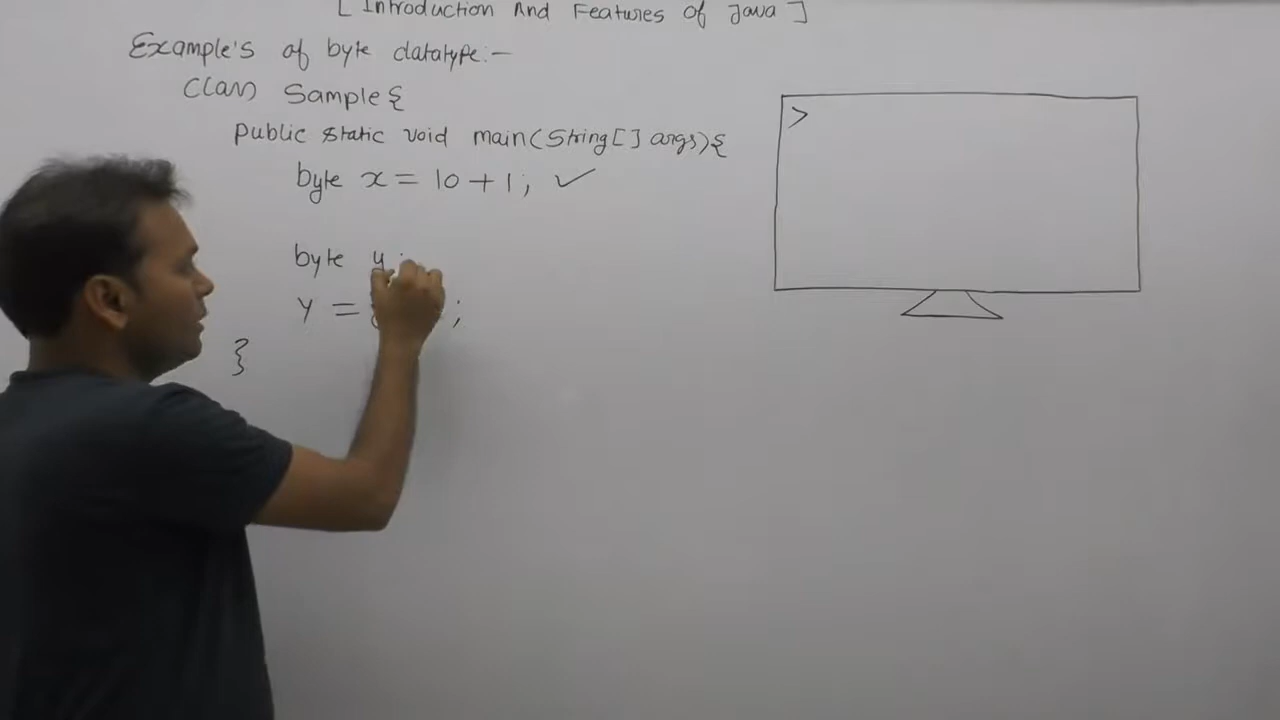 [ Introduction And Features of Java ]
Example's of byte datatype:-
Class Sample {
public static void main(String[] args){
byte x = 10 + 1; ✓
byte y
y = ;
}
>